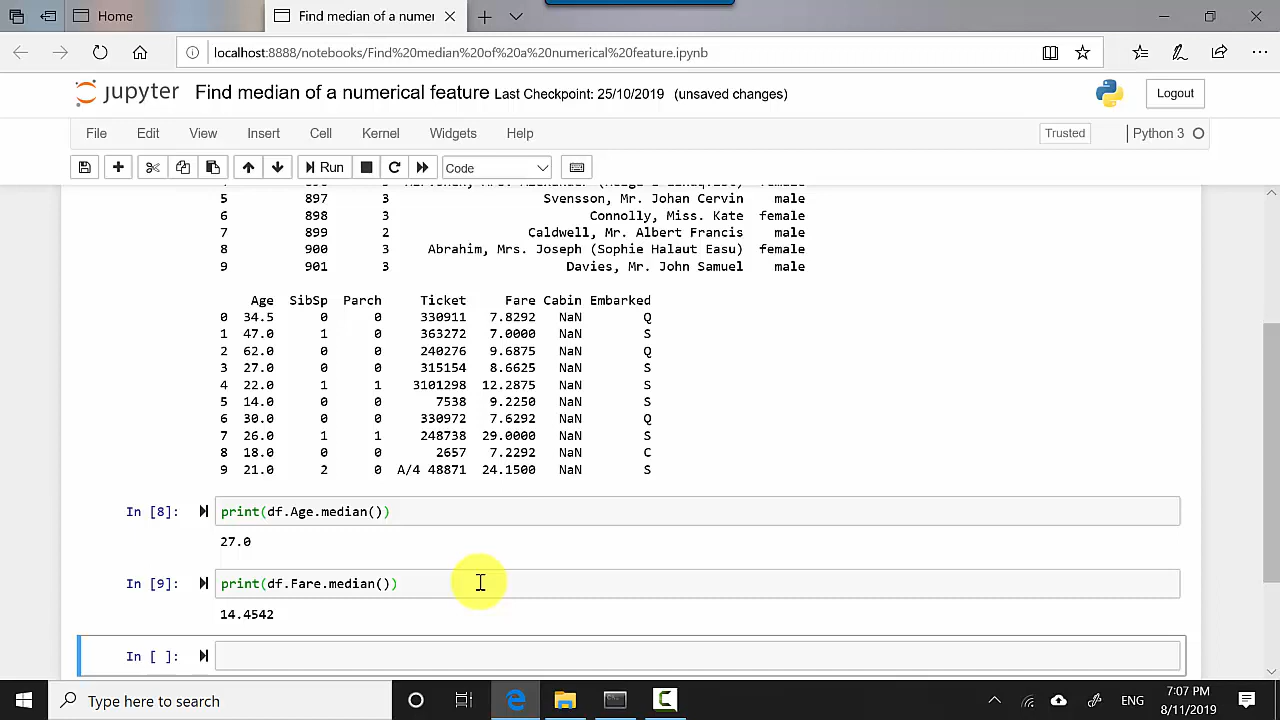 Home
Find median of a numer
localhost:8888/notebooks/Find%20median%20of%20a%20numerical%20feature.ipynb
jupyter Find median of a numerical feature Last Checkpoint: 25/10/2019 (unsaved changes)
Logout
File Edit View Insert Cell Kernel Widgets Help
Trusted
Python 3
Run
Code
5 897 3 Svensson, Mr. Johan Cervin male
6 898 3 Connolly, Miss. Kate female
7 899 2 Caldwell, Mr. Albert Francis male
8 900 3 Abrahim, Mrs. Joseph (Sophie Halaut Easu) female
9 901 3 Davies, Mr. John Samuel male
Age SibSp Parch Ticket Fare Cabin Embarked
0 34.5 0 0 330911 7.8292 NaN Q
1 47.0 1 0 363272 7.0000 NaN S
2 62.0 0 0 240276 9.6875 NaN Q
3 27.0 0 0 315154 8.6625 NaN S
4 22.0 1 1 3101298 12.2875 NaN S
5 14.0 0 0 7538 9.2250 NaN S
6 30.0 0 0 330972 7.6292 NaN Q
7 26.0 1 1 248738 29.0000 NaN S
8 18.0 0 0 2657 7.2292 NaN C
9 21.0 2 0 A/4 48871 24.1500 NaN S
In [8]: print(df.Age.median())
27.0
In [9]: print(df.Fare.median())
14.4542
In [ ]:
Type here to search
ENG
7:07 PM
8/11/2019